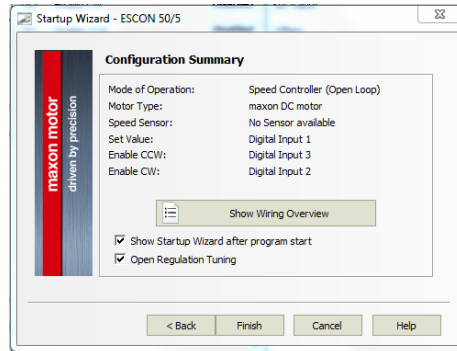 Startup Wizard - ESCON 50/5
Configuration Summary
Mode of Operation: Speed Controller (Open Loop)
Motor Type: maxon DC motor
Speed Sensor: No Sensor available
Set Value: Digital Input 1
Enable CCW: Digital Input 3
Enable CW: Digital Input 2
maxon motor
driven by precision
Show Wiring Overview
Show Startup Wizard after program start
Open Regulation Tuning
< Back Finish Cancel Help